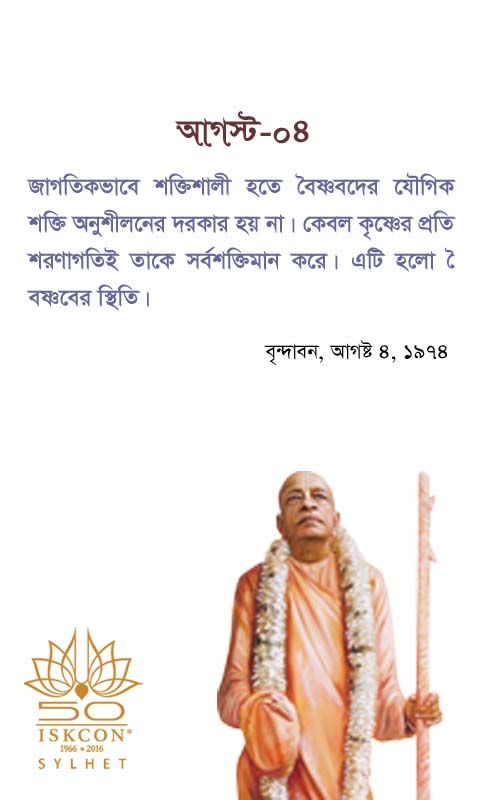 আগস্ট-০৪
জাগতিকভাবে শক্তিশালী হতে বৈষ্ণবদের যৌগিক
শক্তি অনুশীলনের দরকার হয় না। কেবল কৃষ্ণের প্রতি
শরণাগতিই তাকে সর্বশক্তিমান করে। এটি হলো বৈ
ষ্ণবের স্থিতি।
বৃন্দাবন, আগষ্ট ৪, ১৯৭৪
50
ISKCON®
1966 • 2016
SYLHET